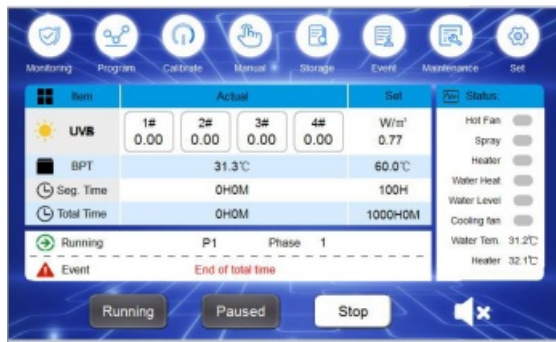 Monitoring Program Calibrate Manual Storage Event Maintenance Set
Item Actual Set Status:
UVB 1# 2# 3# 4# W/m²
0.00 0.00 0.00 0.00 0.77
BPT 31.3℃ 60.0℃
Seg. Time 0H0M 100H
Total Time 0H0M 1000H0M
Running P1 Phase 1
Event End of total time
Hot Fan
Spray
Heater
Water Heat
Water Level
Cooling fan
Water Tem. 31.2℃
Heater 32.1℃
Running Paused Stop